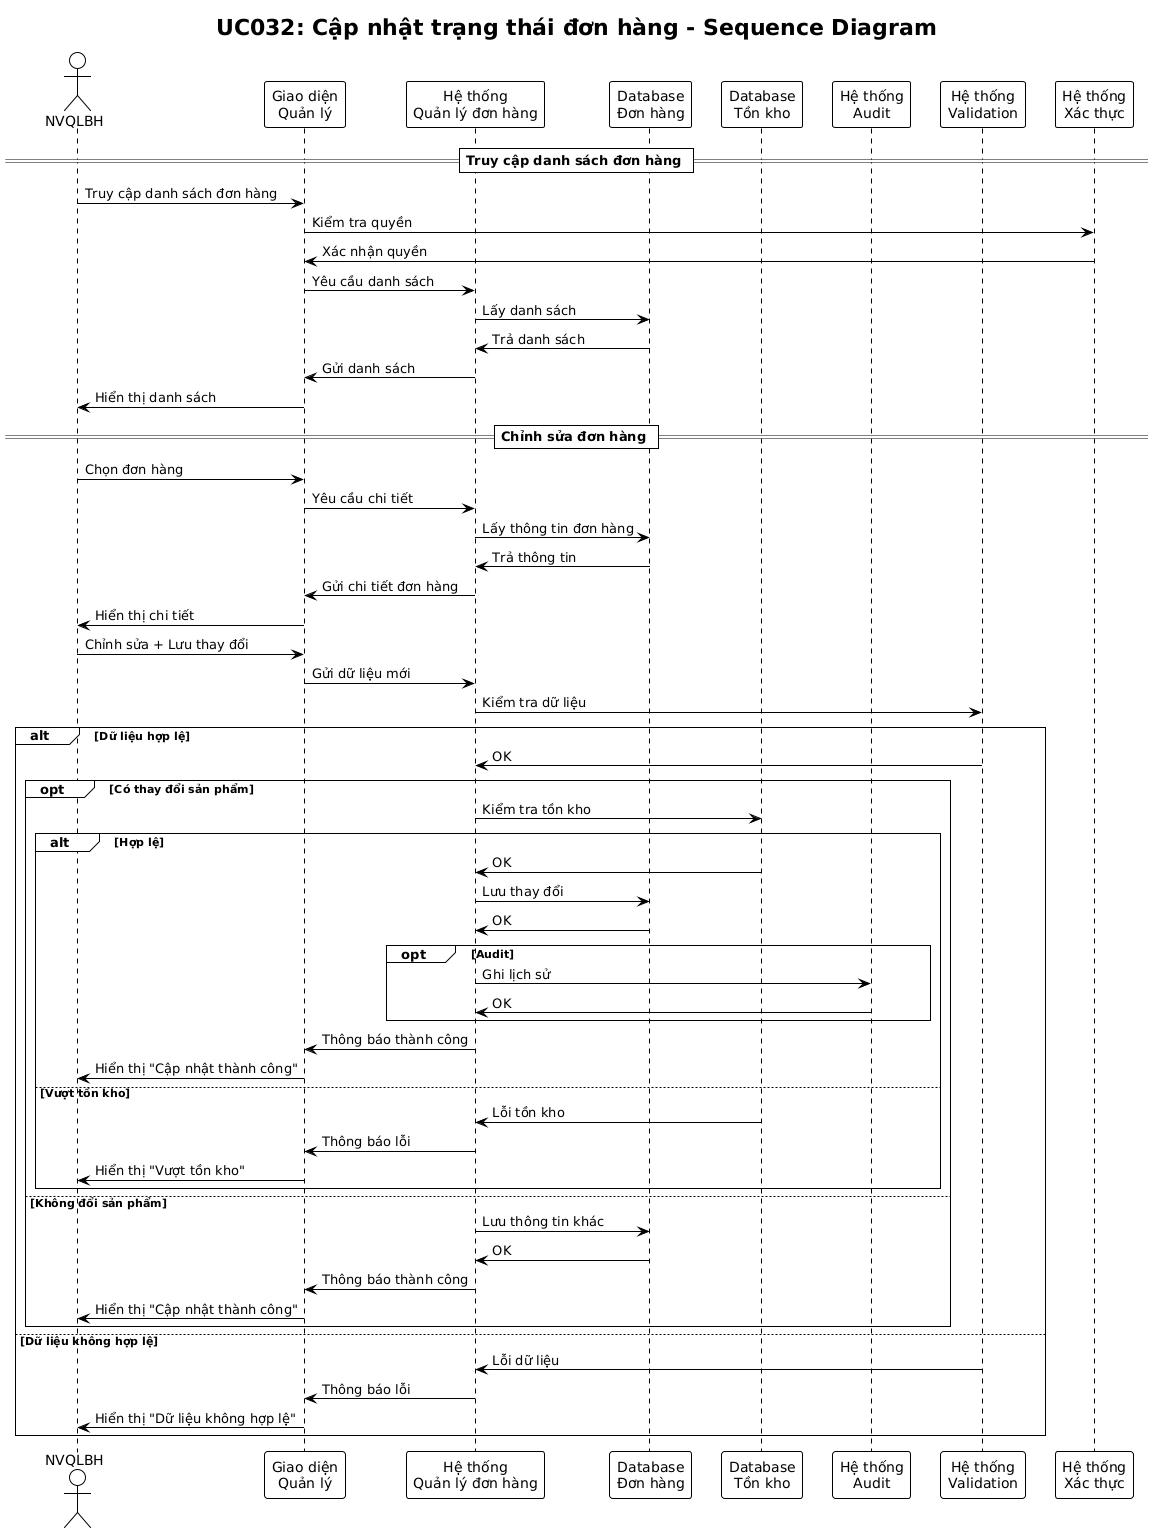 UC032: Cập nhật trạng thái đơn hàng - Sequence Diagram
NVQLBH
Giao diện
Quản lý
Hệ thống
Quản lý đơn hàng
Database
Đơn hàng
Database
Tồn kho
Hệ thống
Audit
Hệ thống
Validation
Hệ thống
Xác thực
Truy cập danh sách đơn hàng
Truy cập danh sách đơn hàng
Kiểm tra quyền
Xác nhận quyền
Yêu cầu danh sách
Lấy danh sách
Trả danh sách
Gửi danh sách
Hiển thị danh sách
Chỉnh sửa đơn hàng
Chọn đơn hàng
Yêu cầu chi tiết
Lấy thông tin đơn hàng
Trả thông tin
Gửi chi tiết đơn hàng
Hiển thị chi tiết
Chỉnh sửa + Lưu thay đổi
Gửi dữ liệu mới
Kiểm tra dữ liệu
alt [Dữ liệu hợp lệ]
OK
opt [Có thay đổi sản phẩm]
Kiểm tra tồn kho
alt [Hợp lệ]
OK
Lưu thay đổi
OK
opt [Audit]
Ghi lịch sử
OK
Thông báo thành công
Hiển thị "Cập nhật thành công"
[Vượt tồn kho]
Lỗi tồn kho
Thông báo lỗi
Hiển thị "Vượt tồn kho"
[Không đổi sản phẩm]
Lưu thông tin khác
OK
Thông báo thành công
Hiển thị "Cập nhật thành công"
[Dữ liệu không hợp lệ]
Lỗi dữ liệu
Thông báo lỗi
Hiển thị "Dữ liệu không hợp lệ"
NVQLBH
Giao diện
Quản lý
Hệ thống
Quản lý đơn hàng
Database
Đơn hàng
Database
Tồn kho
Hệ thống
Audit
Hệ thống
Validation
Hệ thống
Xác thực